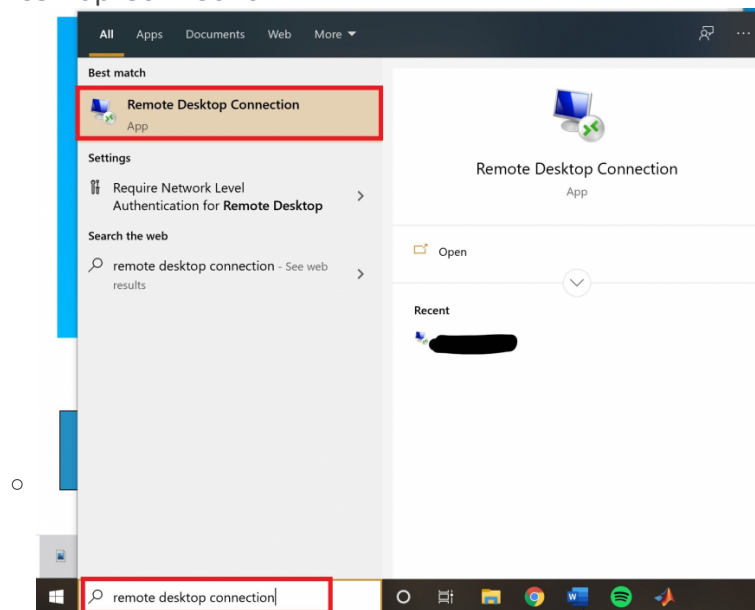 All Apps Documents Web More
Best match
Remote Desktop Connection
App
Settings
Require Network Level
Authentication for Remote Desktop
Search the web
remote desktop connection - See web
results
Remote Desktop Connection
App
Open
Recent
remote desktop connection